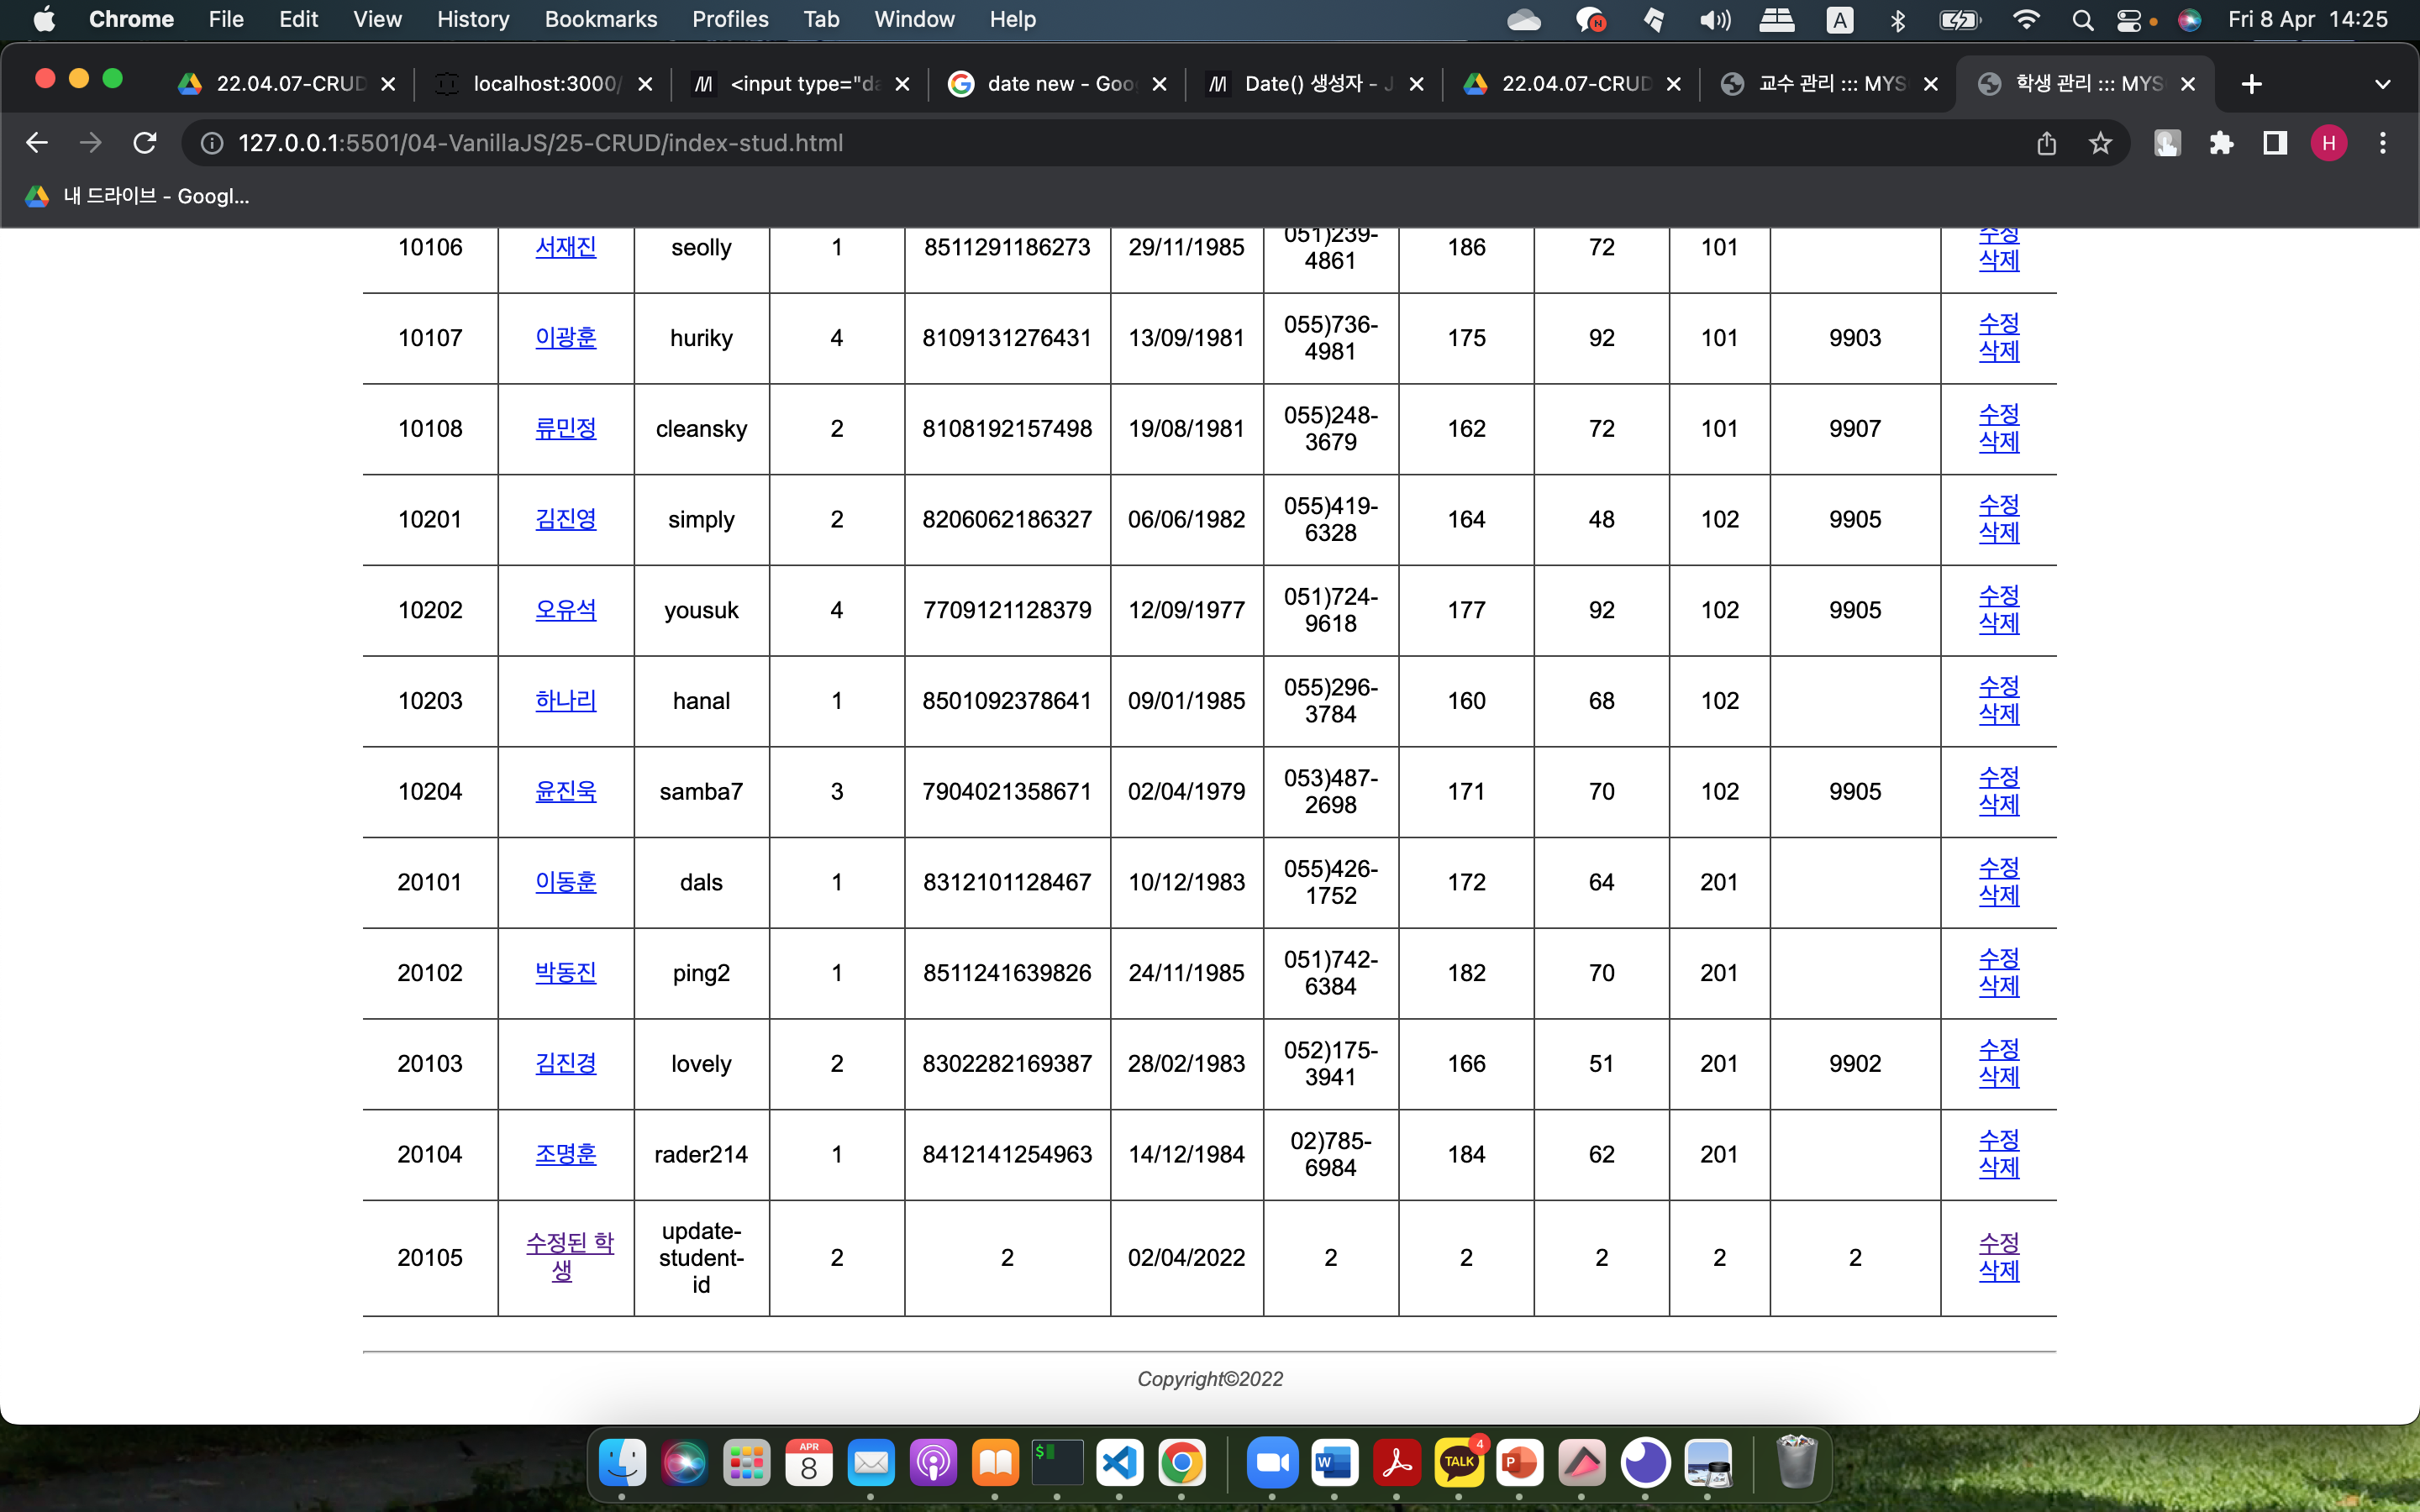 Chrome File Edit View History Bookmarks Profiles Tab Window Help N A Fri 8 Apr 14:25
22.04.07-CRUD localhost:3000/ <input type="da date new - Goo Date() 생성자 - J 22.04.07-CRUD 교수 관리 ::: MYS 학생 관리 ::: MYS
127.0.0.1:5501/04-VanillaJS/25-CRUD/index-stud.html H
내 드라이브 - Googl...
051)239- 수정
10106 서재진 seolly 1 8511291186273 29/11/1985 186 72 101
4861 삭제
055)736- 수정
10107 이광훈 huriky 4 8109131276431 13/09/1981 175 92 101 9903
4981 삭제
055)248- 수정
10108 류민정 cleansky 2 8108192157498 19/08/1981 162 72 101 9907
3679 삭제
055)419- 수정
10201 김진영 simply 2 8206062186327 06/06/1982 164 48 102 9905
6328 삭제
051)724- 수정
10202 오유석 yousuk 4 7709121128379 12/09/1977 177 92 102 9905
9618 삭제
055)296- 수정
10203 하나리 hanal 1 8501092378641 09/01/1985 160 68 102
3784 삭제
053)487- 수정
10204 윤진욱 samba7 3 7904021358671 02/04/1979 171 70 102 9905
2698 삭제
055)426- 수정
20101 이동훈 dals 1 8312101128467 10/12/1983 172 64 201
1752 삭제
051)742- 수정
20102 박동진 ping2 1 8511241639826 24/11/1985 182 70 201
6384 삭제
052)175- 수정
20103 김진경 lovely 2 8302282169387 28/02/1983 166 51 201 9902
3941 삭제
02)785- 수정
20104 조명훈 rader214 1 8412141254963 14/12/1984 184 62 201
6984 삭제
update-
수정된 학 수정
20105 student- 2 2 02/04/2022 2 2 2 2 2
생 삭제
id
Copyright©2022
APR
8
$
W
TALK
4
P